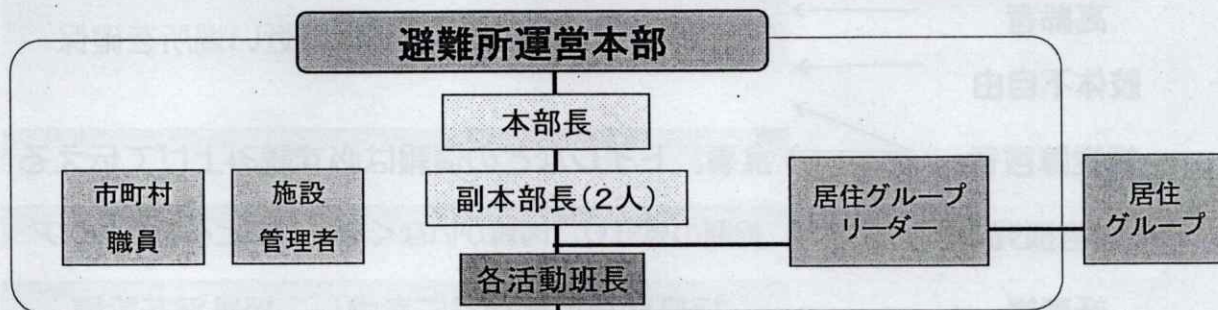 避難所運営本部
本部長
副本部長(2人)
市町村
職員
施設
管理者
居住グループ
リーダー
居住
グループ
各活動班長